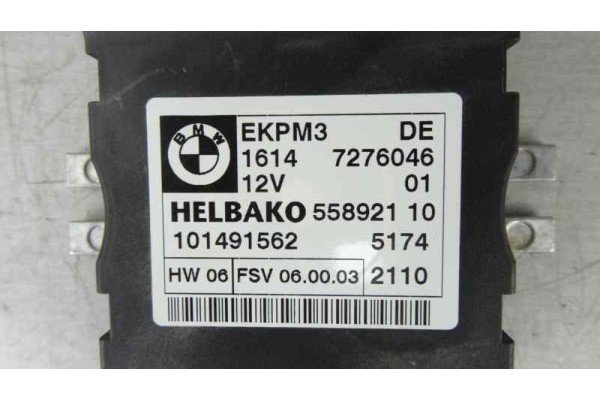 BMW
EKPM3 DE
1614 7276046
12V 01
HELBAKO 558921 10
101491562 5174
HW 06 FSV 06.00.03 2110